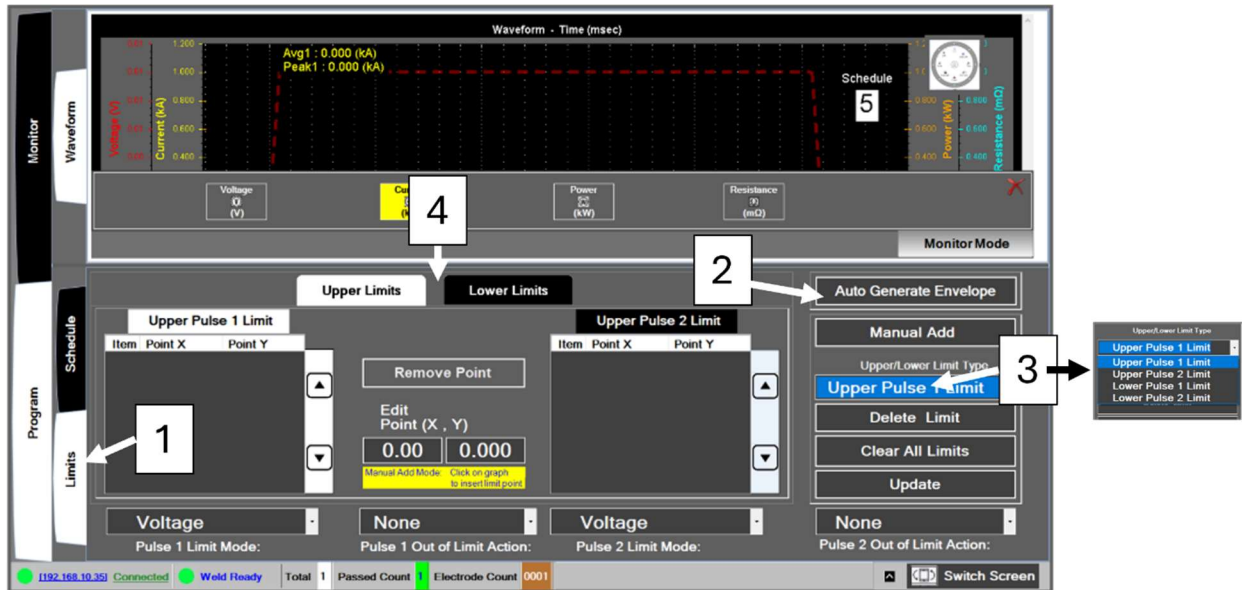 Waveform - Time (msec)
Avg1 : 0.000 (kA)
Peak1 : 0.000 (kA)
1.200
1.000
0.800
0.600
0.400
Voltage (V)
Current (kA)
Schedule
5
0.800
0.600
0.400
Power (kW)
Resistance (mΩ)
Voltage
(V)
Power
(kW)
Resistance
(mΩ)
Monitor Mode
Monitor
Waveform
Program
Schedule
Limits
1
2
3
4
Upper Limits
Lower Limits
Upper Pulse 1 Limit
Item Point X Point Y
Remove Point
Edit
Point (X , Y)
0.00 0.000
Manual Add Mode: Click on graph
to insert limit point
Upper Pulse 2 Limit
Item Point X Point Y
Auto Generate Envelope
Manual Add
Upper/Lower Limit Type
Upper Pulse 1 Limit
Delete Limit
Clear All Limits
Update
Upper/Lower Limit Type
Upper Pulse 1 Limit
Upper Pulse 1 Limit
Upper Pulse 2 Limit
Lower Pulse 1 Limit
Lower Pulse 2 Limit
Voltage
Pulse 1 Limit Mode:
None
Pulse 1 Out of Limit Action:
Voltage
Pulse 2 Limit Mode:
None
Pulse 2 Out of Limit Action:
[192.168.10.35] Connected Weld Ready Total 1 Passed Count 1 Electrode Count 0001 Switch Screen